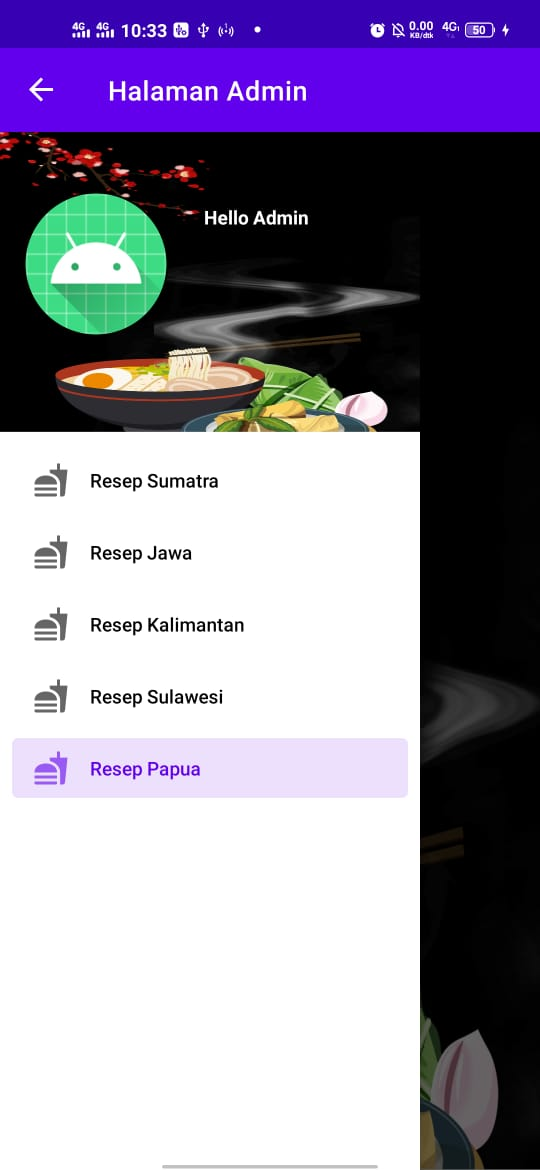 4G 4G 10:33 0.00 KB/dtk 4G 50
Halaman Admin
Hello Admin
Resep Sumatra
Resep Jawa
Resep Kalimantan
Resep Sulawesi
Resep Papua